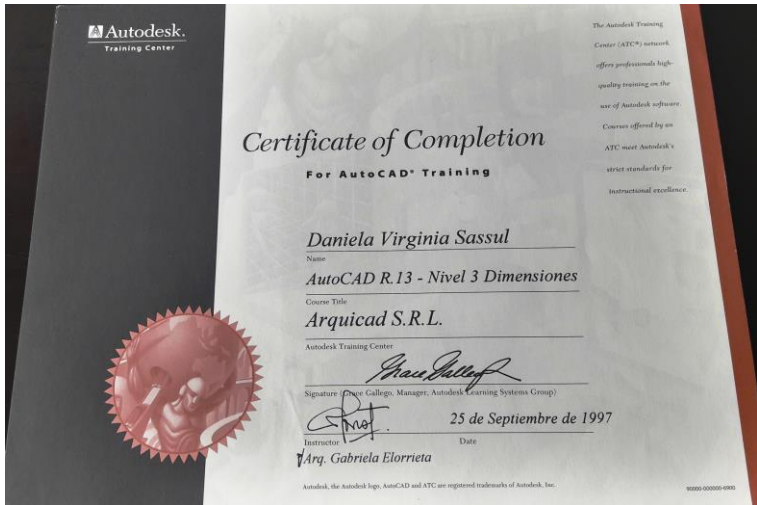 Autodesk.
Training Center
The Autodesk Training
Center (ATC®) network
offers professionals high-
quality training on the
use of Autodesk software.
Courses offered by an
ATC meet Autodesk's
strict standards for
instructional excellence.
Certificate of Completion
For AutoCAD® Training
Daniela Virginia Sassul
Name
AutoCAD R.13 - Nivel 3 Dimensiones
Course Title
Arquicad S.R.L.
Autodesk Training Center
Signature (Grace Gallego, Manager, Autodesk Learning Systems Group)
25 de Septiembre de 1997
Instructor
Date
Arq. Gabriela Elorrieta
Autodesk, the Autodesk logo, AutoCAD and ATC are registered trademarks of Autodesk, Inc.